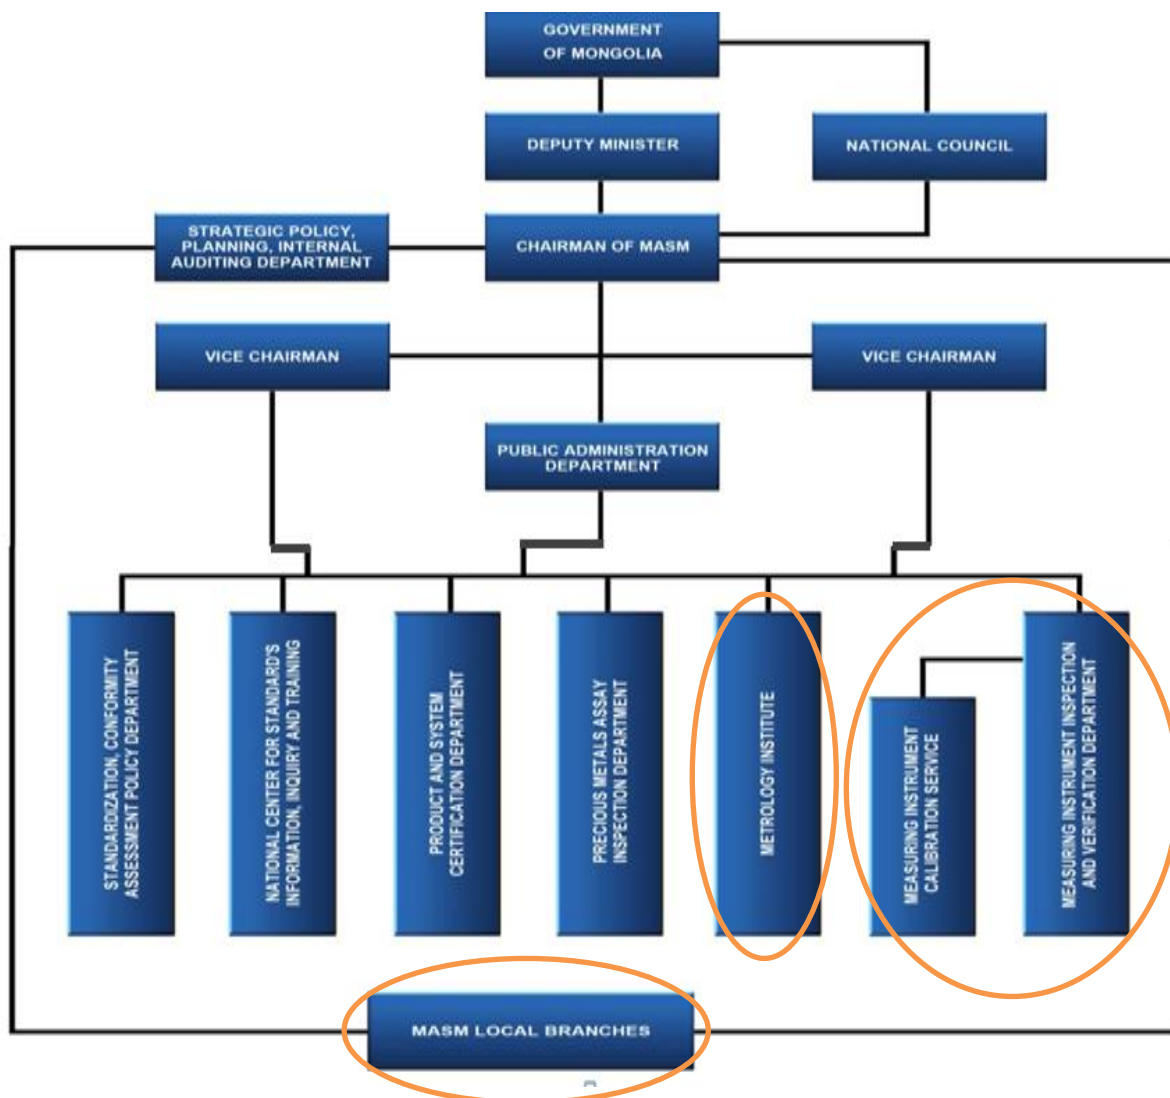 GOVERNMENT
OF MONGOLIA
DEPUTY MINISTER
NATIONAL COUNCIL
STRATEGIC POLICY,
PLANNING, INTERNAL
AUDITING DEPARTMENT
CHAIRMAN OF MASM
VICE CHAIRMAN
VICE CHAIRMAN
PUBLIC ADMINISTRATION
DEPARTMENT
STANDARDIZATION, CONFORMITY
ASSESSMENT POLICY DEPARTMENT
NATIONAL CENTER FOR STANDARD'S
INFORMATION, INQUIRY AND TRAINING
PRODUCT AND SYSTEM
CERTIFICATION DEPARTMENT
PRECIOUS METALS ASSAY
INSPECTION DEPARTMENT
METROLOGY INSTITUTE
MEASURING INSTRUMENT
CALIBRATION SERVICE
MEASURING INSTRUMENT INSPECTION
AND VERIFICATION DEPARTMENT
MASM LOCAL BRANCHES